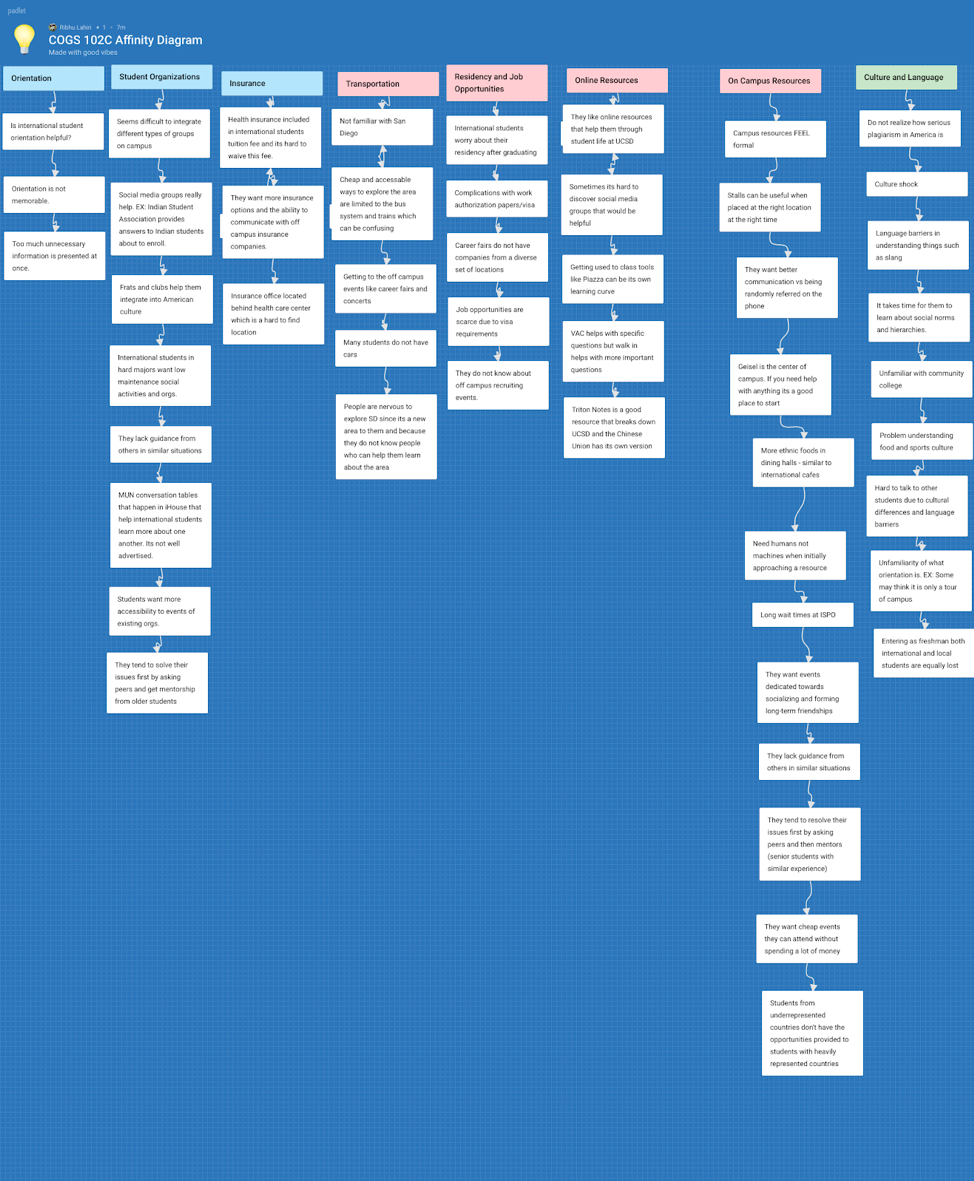 padlet
Ribhu Lahiri • 1 • 7m
COGS 102C Affinity Diagram
Made with good vibes
Orientation
Is international student
orientation helpful?
Orientation is not
memorable.
Too much unnecessary
information is presented at
once.
Student Organizations
Seems difficult to integrate
different types of groups
on campus
Social media groups really
help. EX: Indian Student
Association provides
answers to Indian students
about to enroll.
Frats and clubs help them
integrate into American
culture
International students in
hard majors want low
maintenance social
activities and orgs.
They lack guidance from
others in similar situations
MUN conversation tables
that happen in iHouse that
help international students
learn more about one
another. Its not well
advertised.
Students want more
accessibility to events of
existing orgs.
They tend to solve their
issues first by asking
peers and get mentorship
from older students
Insurance
Health insurance included
in international students
tuition fee and its hard to
waive this fee.
They want more insurance
options and the ability to
communicate with off
campus insurance
companies.
Insurance office located
behind health care center
which is a hard to find
location
Transportation
Not familiar with San
Diego
Cheap and accessable
ways to explore the area
are limited to the bus
system and trains which
can be confusing
Getting to the off campus
events like career fairs and
concerts
Many students do not have
cars
People are nervous to
explore SD since its a new
area to them and because
they do not know people
who can help them learn
about the area
Residency and Job
Opportunities
International students
worry about their
residency after graduating
Complications with work
authorization papers/visa
Career fairs do not have
companies from a diverse
set of locations
Job opportunities are
scarce due to visa
requirements
They do not know about
off campus recruiting
events.
Online Resources
They like online resources
that help them through
student life at UCSD
Sometimes its hard to
discover social media
groups that would be
helpful
Getting used to class tools
like Piazza can be its own
learning curve
VAC helps with specific
questions but walk in
helps with more important
questions
Triton Notes is a good
resource that breaks down
UCSD and the Chinese
Union has its own version
On Campus Resources
Campus resources FEEL
formal
Stalls can be useful when
placed at the right location
at the right time
They want better
communication vs being
randomly referred on the
phone
Geisel is the center of
campus. If you need help
with anything its a good
place to start
More ethnic foods in
dining halls - similar to
international cafes
Need humans not
machines when initially
approaching a resource
Long wait times at ISPO
They want events
dedicated towards
socializing and forming
long-term friendships
They lack guidance from
others in similar situations
They tend to resolve their
issues first by asking
peers and then mentors
(senior students with
similar experience)
They want cheap events
they can attend without
spending a lot of money
Students from
underrepresented
countries don't have the
opportunities provided to
students with heavily
represented countries
Culture and Language
Do not realize how serious
plagiarism in America is
Culture shock
Language barriers in
understanding things such
as slang
It takes time for them to
learn about social norms
and hierarchies.
Unfamiliar with community
college
Problem understanding
food and sports culture
Hard to talk to other
students due to cultural
differences and language
barriers
Unfamiliarity of what
orientation is. EX: Some
may think it is only a tour
of campus
Entering as freshman both
international and local
students are equally lost